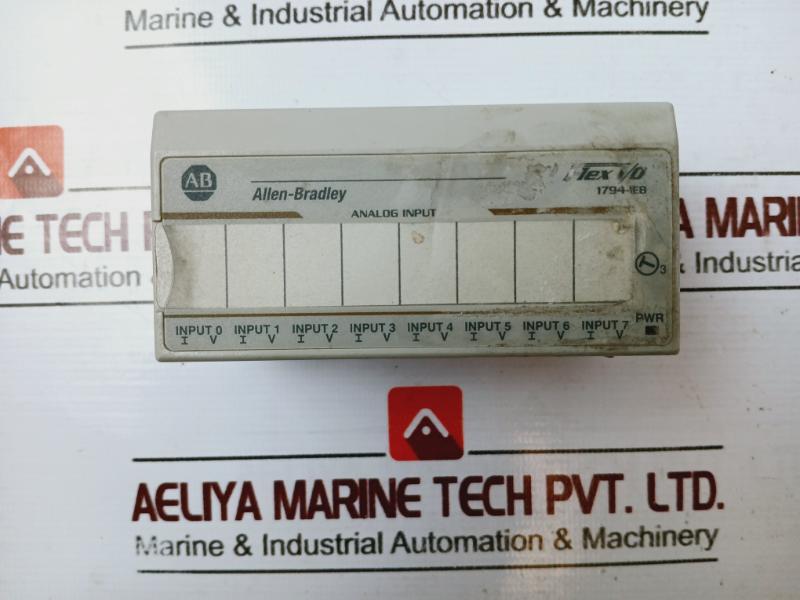 Marine & Industrial Automation & Machinery
AB
Allen-Bradley
Flex I/O
1794-IE8
ANALOG INPUT
NE TECH P
MARINE
Automation
& Industrial
3
INPUT 0 INPUT 1 INPUT 2 INPUT 3 INPUT 4 INPUT 5 INPUT 6 INPUT 7 PWR
I V I V I V I V I V I V I V I V
AELIYA MARINE TECH PVT. LTD.
Marine & Industrial Automation & Machinery